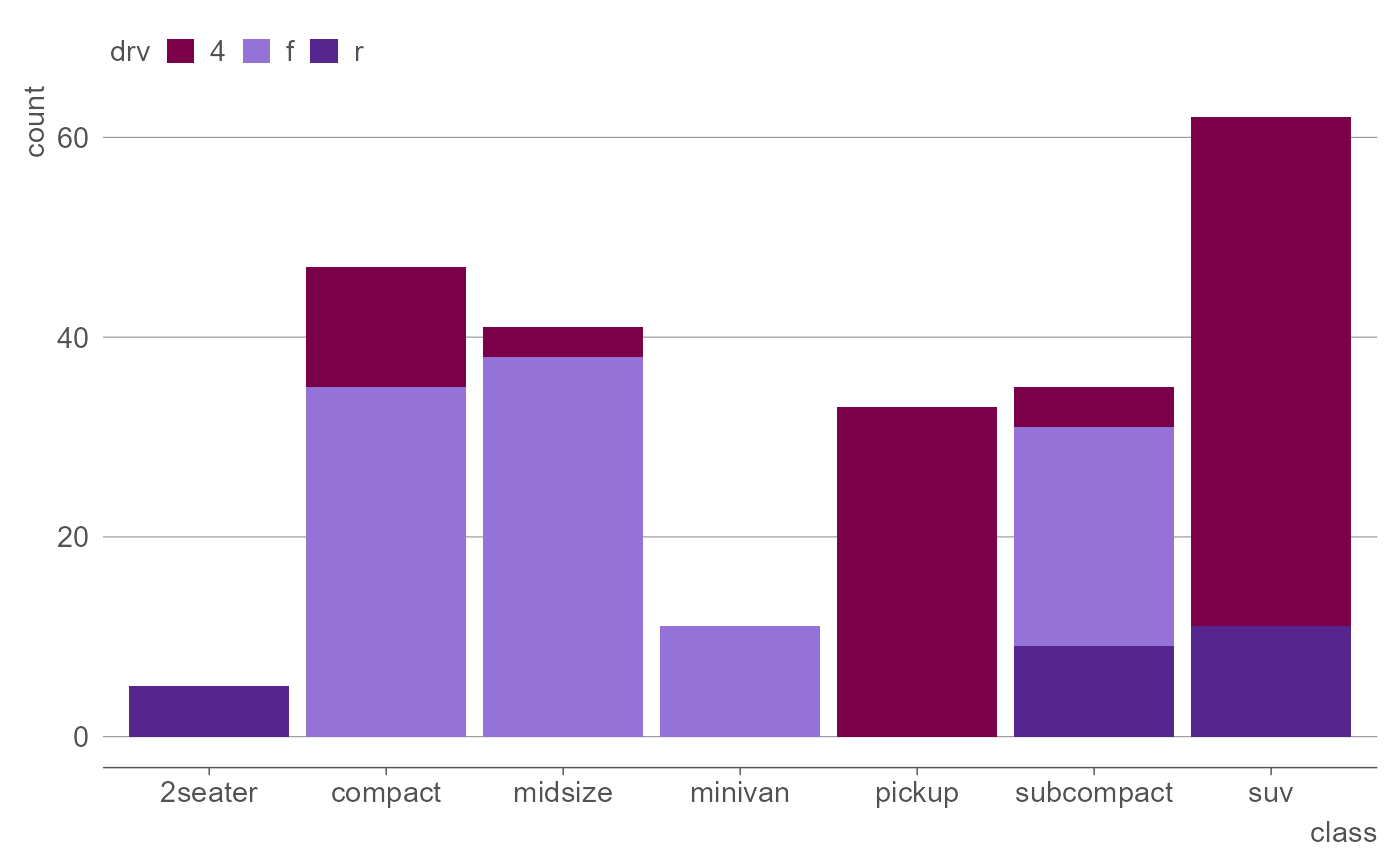 drv 4 f r
count
60
40
20
0
2seater compact midsize minivan pickup subcompact suv
class